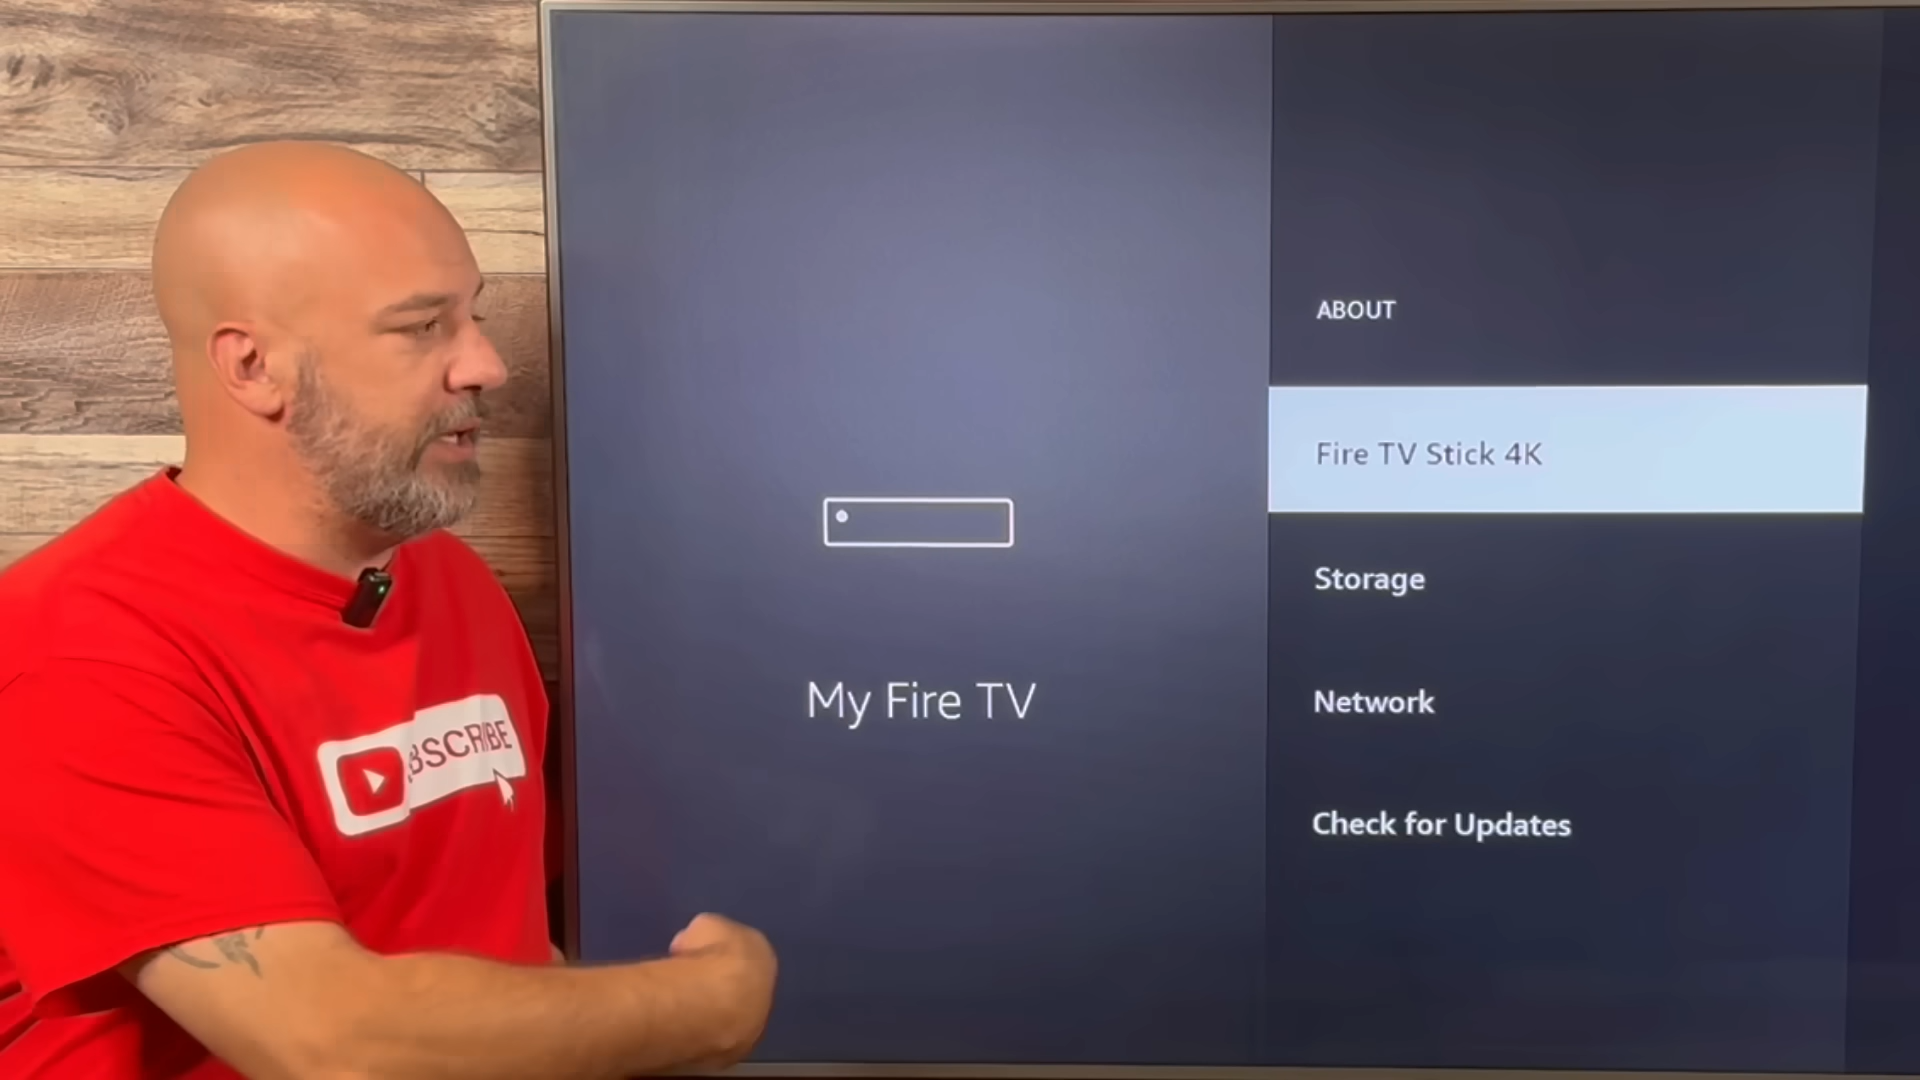 ABOUT
Fire TV Stick 4K
Storage
Network
Check for Updates
My Fire TV
BSCRIBE